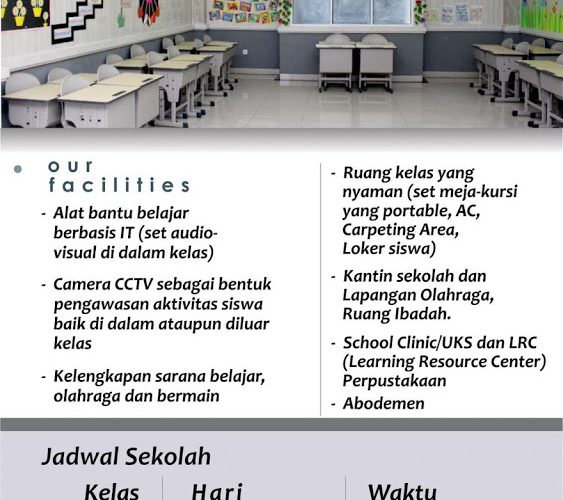 our
facilities
- Alat bantu belajar
berbasis IT (set audio-
visual di dalam kelas)
- Camera CCTV sebagai bentuk
pengawasan aktivitas siswa
baik di dalam ataupun diluar
kelas
- Kelengkapan sarana belajar,
olahraga dan bermain
- Ruang kelas yang
nyaman (set meja-kursi
yang portable, AC,
Carpeting Area,
Loker siswa)
- Kantin sekolah dan
Lapangan Olahraga,
Ruang Ibadah.
- School Clinic/UKS dan LRC
(Learning Resource Center)
Perpustakaan
- Abodemen
Jadwal Sekolah
Kelas Hari Waktu